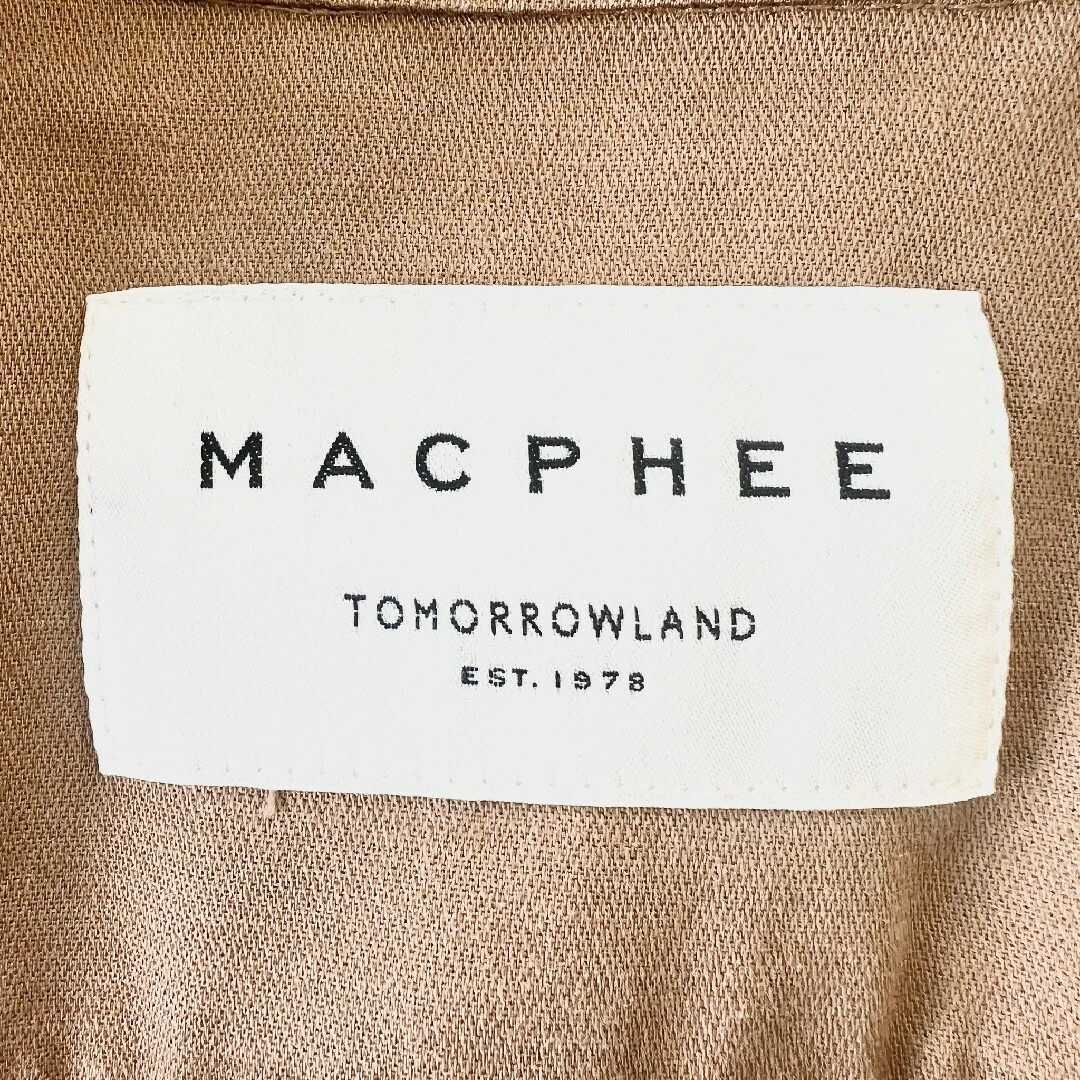 MACPHEE
TOMORROWLAND
EST. 1978